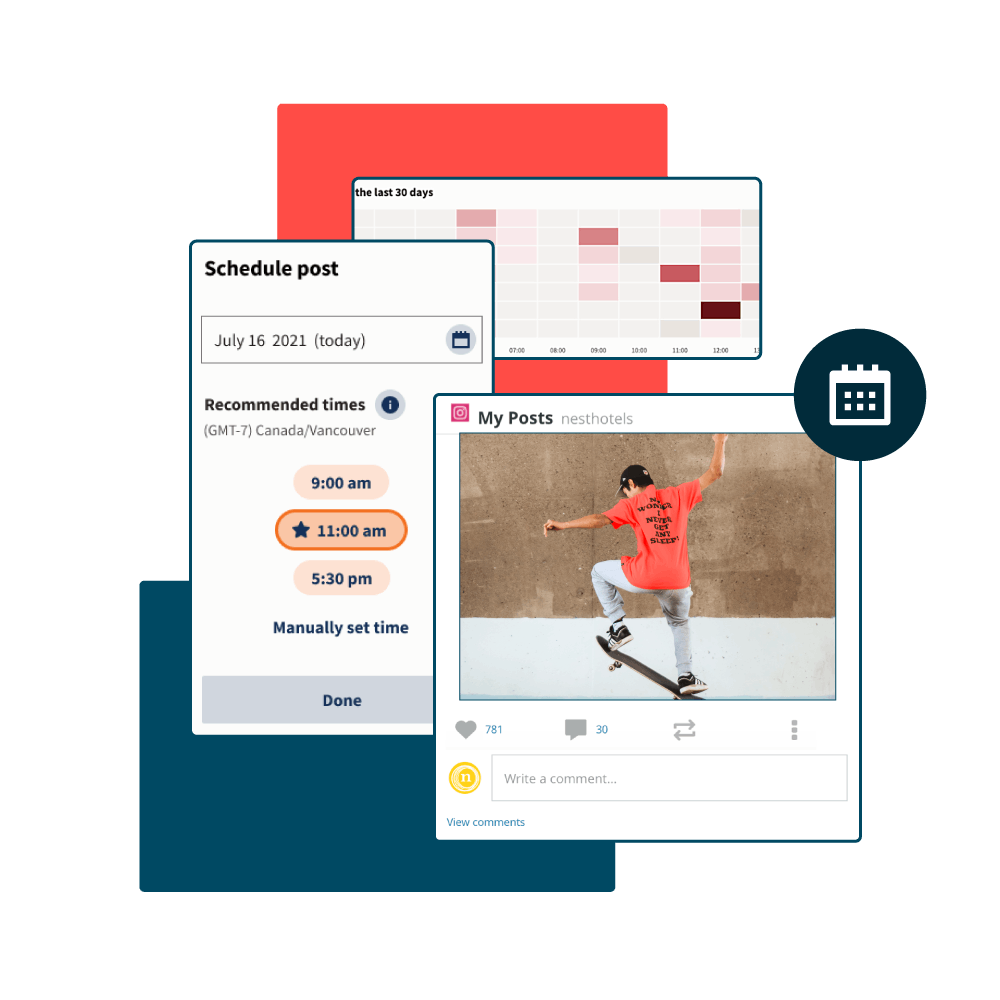 the last 30 days
07:00 08:00 09:00 10:00 11:00 12:00
Schedule post
July 16 2021 (today)
Recommended times
(GMT-7) Canada/Vancouver
9:00 am
11:00 am
5:30 pm
Manually set time
Done
My Posts nesthotels
WONDER
I
NEVER
GET
ANY
SLEEP!
781
30
n
Write a comment...
View comments